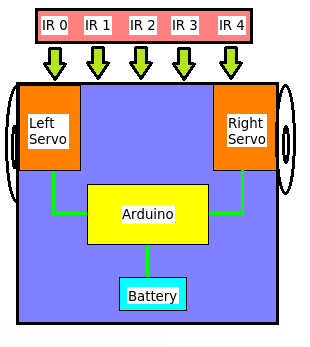 IR 0 IR 1 IR 2 IR 3 IR 4
Left
Servo
Right
Servo
Arduino
Battery